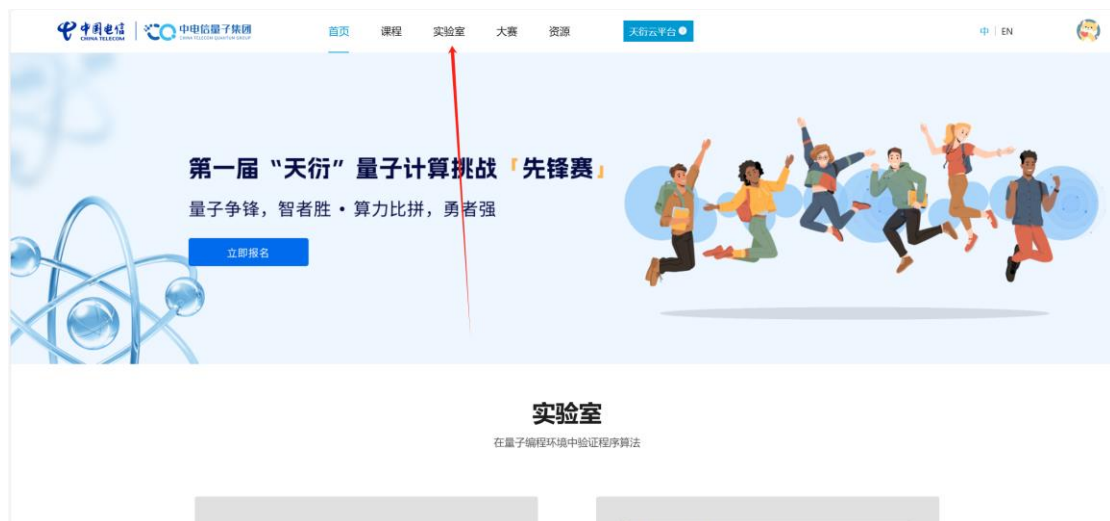 中国电信
CHINA TELECOM
中电信量子集团
CHINA TELECOM QUANTUM GROUP
首页 课程 实验室 大赛 资源 天衍云平台 中 | EN
第一届“天衍”量子计算挑战「先锋赛」
量子争锋，智者胜·算力比拼，勇者强
立即报名
实验室
在量子编程环境中验证程序算法